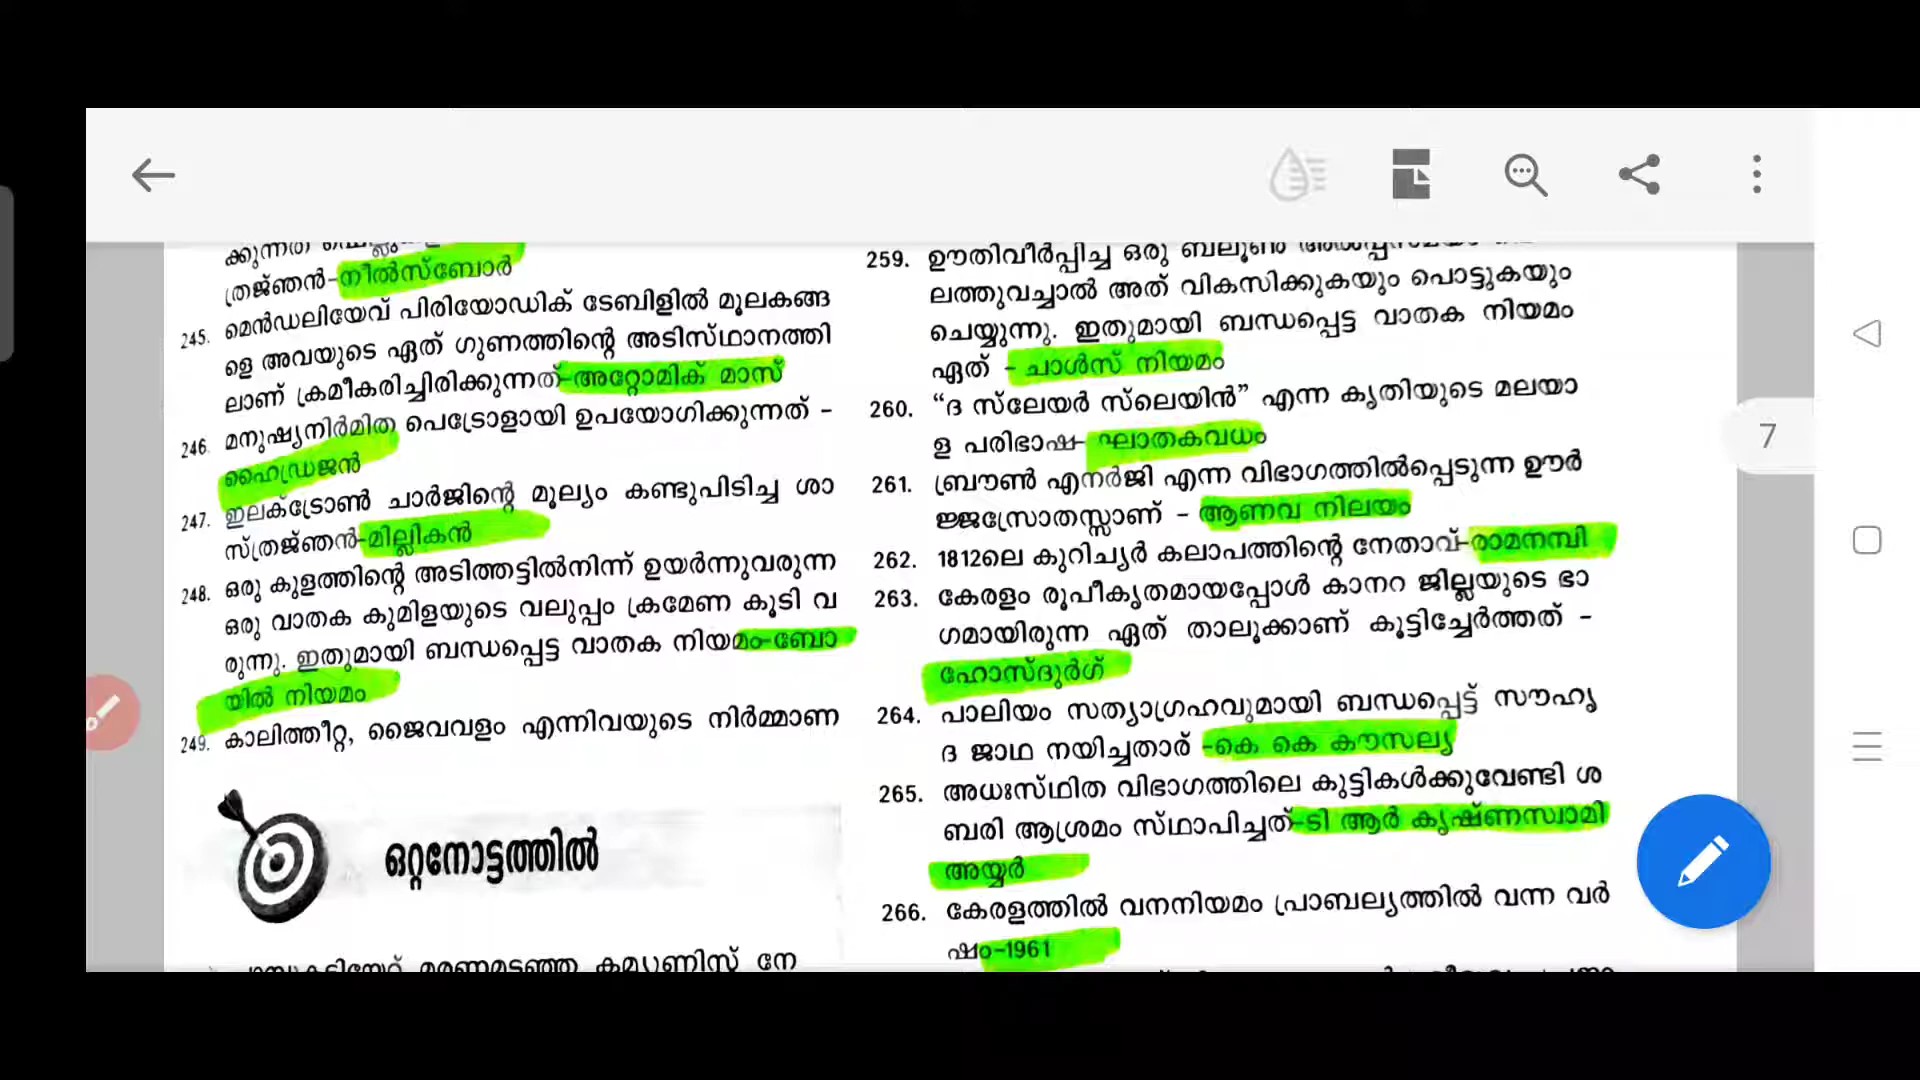 ക്കുന്നത്
ത്രജ്ഞൻ-നീൽസ്ബോർ
245. മെൻഡലിയേവ് പിരിയോഡിക് ടേബിളിൽ മൂലകങ്ങ
ളെ അവയുടെ ഏത് ഗുണത്തിന്റെ അടിസ്ഥാനത്തി
ലാണ് ക്രമീകരിച്ചിരിക്കുന്നത്-അറ്റോമിക് മാസ്
246. മനുഷ്യനിർമിത പെട്രോളായി ഉപയോഗിക്കുന്നത് -
ഹൈഡ്രജൻ
247. ഇലക്ട്രോൺ ചാർജിന്റെ മൂല്യം കണ്ടുപിടിച്ച ശാ
സ്ത്രജ്ഞൻ-മില്ലികൻ
248. ഒരു കുളത്തിന്റെ അടിത്തട്ടിൽനിന്ന് ഉയർന്നുവരുന്ന
ഒരു വാതക കുമിളയുടെ വലുപ്പം ക്രമേണ കൂടി വ
രുന്നു. ഇതുമായി ബന്ധപ്പെട്ട വാതക നിയമം-ബോ
യിൽ നിയമം
249. കാലിത്തീറ്റ, ജൈവവളം എന്നിവയുടെ നിർമ്മാണ
ഒറ്റനോട്ടത്തിൽ
മരണമടഞ്ഞ കമ്യൂണിസ്റ്റ് നേ
259. ഊതിവീർപ്പിച്ച ഒരു ബലൂൺ അൽപ്പസമയം
ലത്തുവച്ചാൽ അത് വികസിക്കുകയും പൊട്ടുകയും
ചെയ്യുന്നു. ഇതുമായി ബന്ധപ്പെട്ട വാതക നിയമം
ഏത് - ചാൾസ് നിയമം
260. “ദ സ്ലേയർ സ്ലെയിൻ” എന്ന കൃതിയുടെ മലയാ
ള പരിഭാഷ- ഘാതകവധം
261. ബ്രൗൺ എനർജി എന്ന വിഭാഗത്തിൽപ്പെടുന്ന ഊർ
ജ്ജസ്രോതസ്സാണ് - ആണവ നിലയം
262. 1812ലെ കുറിച്യർ കലാപത്തിന്റെ നേതാവ്-രാമനമ്പി
263. കേരളം രൂപീകൃതമായപ്പോൾ കാനറ ജില്ലയുടെ ഭാ
ഗമായിരുന്ന ഏത് താലൂക്കാണ് കൂട്ടിച്ചേർത്തത് -
ഹോസ്ദുർഗ്
264. പാലിയം സത്യാഗ്രഹവുമായി ബന്ധപ്പെട്ട് സൗഹൃ
ദ ജാഥ നയിച്ചതാര് -കെ കെ കൗസല്യ
265. അധഃസ്ഥിത വിഭാഗത്തിലെ കുട്ടികൾക്കുവേണ്ടി ശ
ബരി ആശ്രമം സ്ഥാപിച്ചത്-ടി ആർ കൃഷ്ണസ്വാമി
അയ്യർ
266. കേരളത്തിൽ വനനിയമം പ്രാബല്യത്തിൽ വന്ന വർ
ഷം-1961
7